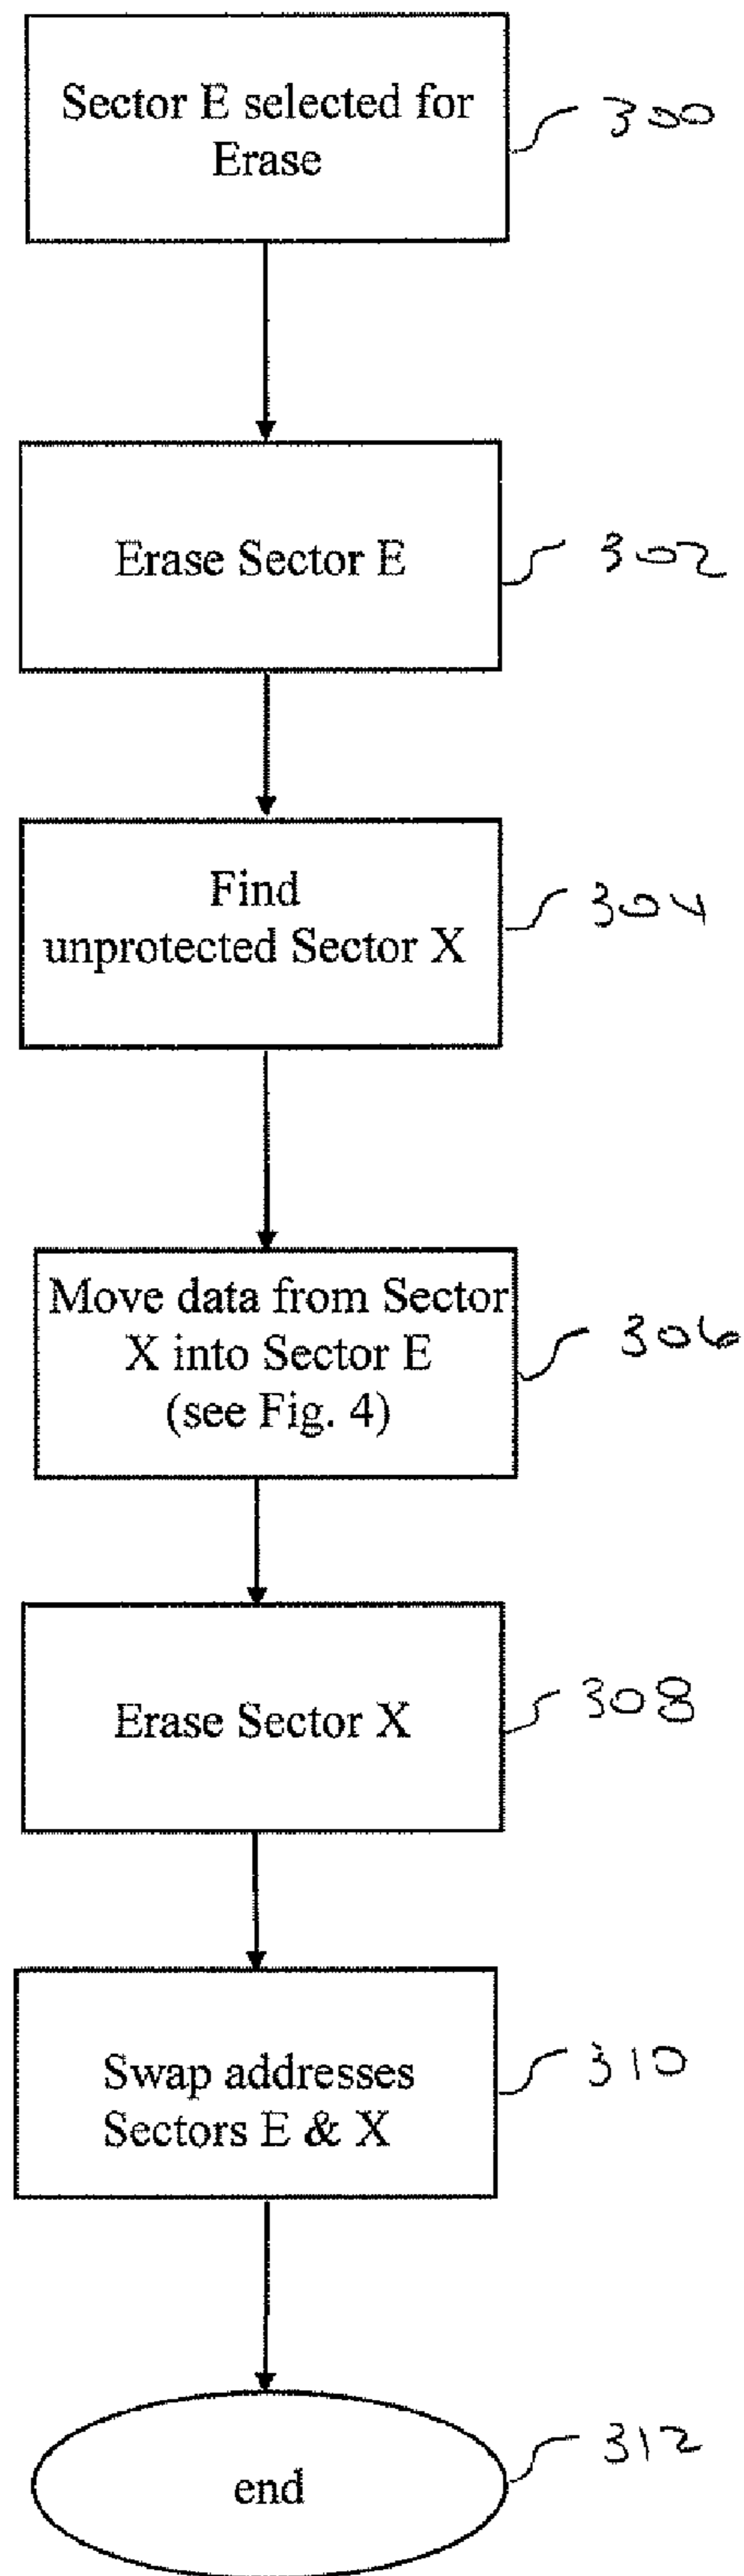 Sector E selected for
Erase
300
Erase Sector E
302
Find
unprotected Sector X
304
Move data from Sector
X into Sector E
(see Fig. 4)
306
Erase Sector X
308
Swap addresses
Sectors E & X
310
end
312